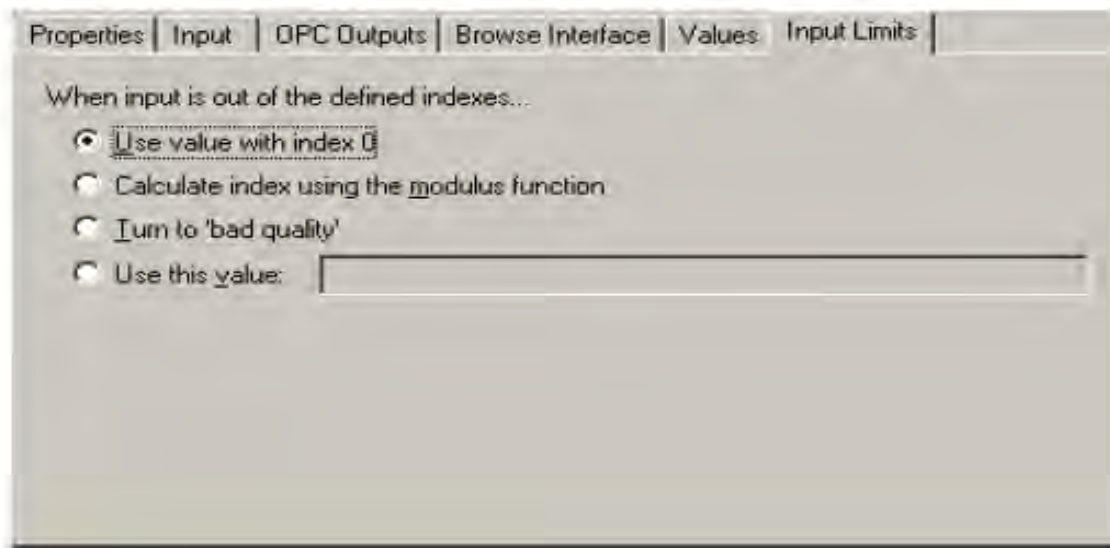 Properties Input OPC Outputs Browse Interface Values Input Limits
When input is out of the defined indexes...
Use value with index 0
Calculate index using the modulus function
Turn to 'bad quality'
Use this value: